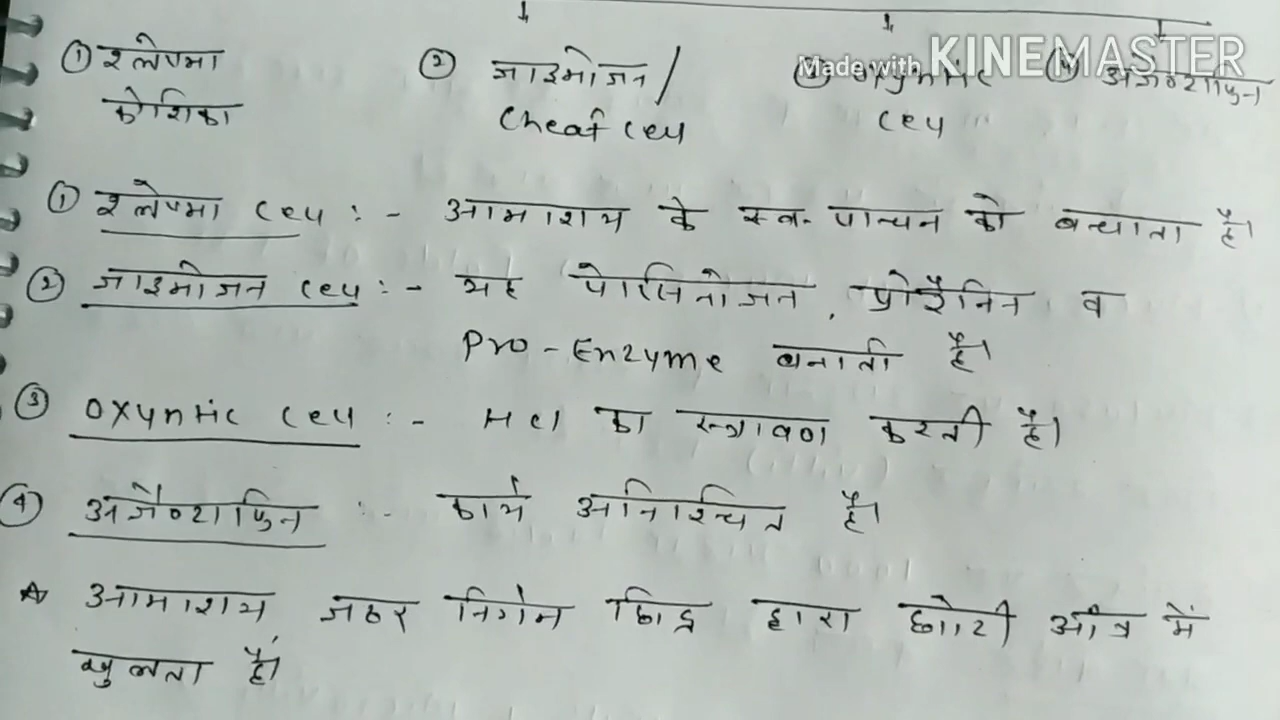 ① श्लेष्मा ② जाइमोजन / ③ oxyntic ④ अर्जेण्टाफिन
कोशिका Cheaf cell cell
Made with KINEMASTER
① श्लेष्मा cell :- आमाशय के स्व-पाचन को बचाता है।
② जाइमोजन cell :- यह पेप्सिनोजन, प्रोरैनिन व
Pro-Enzyme बनाती है।
③ oxyntic cell :- HCl का स्त्रावण करती है।
④ अर्जेण्टाफिन :- कार्य अनिश्चित है।
☆ आमाशय जठर निर्गम छिद्र द्वारा छोटी आँत्र में
खुलता है।